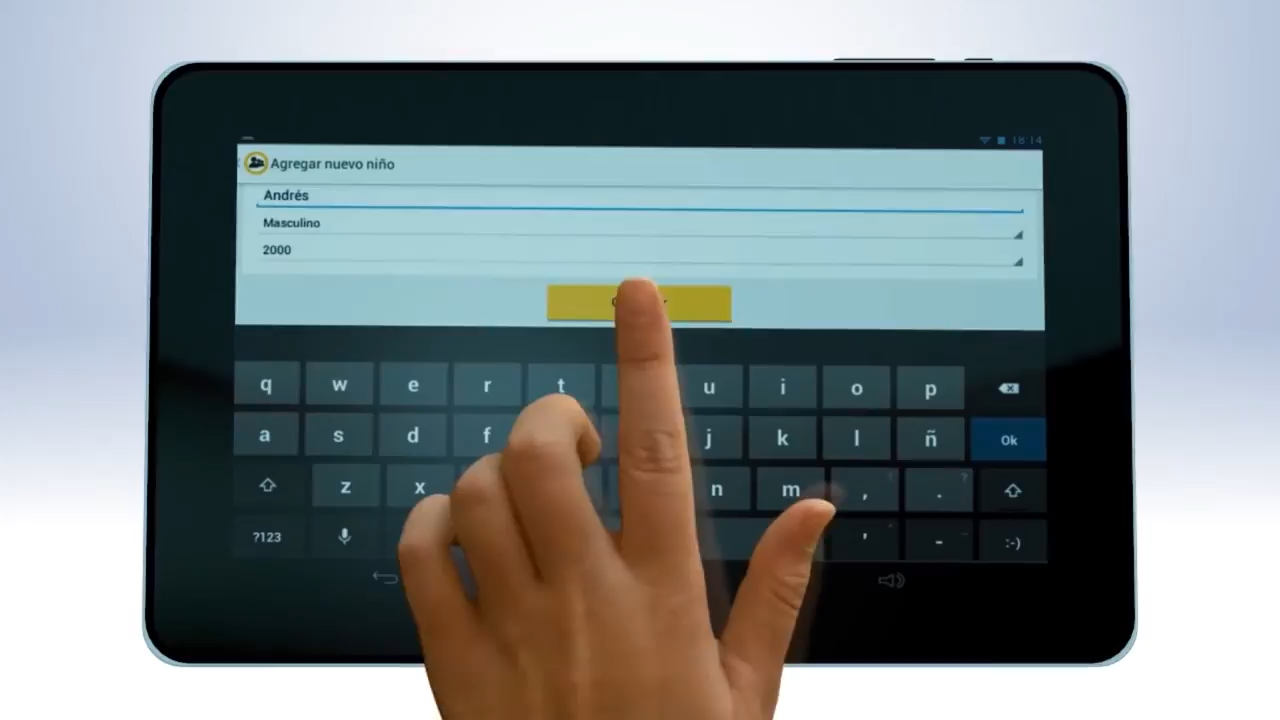 18:14
Agregar nuevo niño
Andrés
Masculino
2000
q w e r t u i o p
a s d f j k l ñ Ok
z x n m , ! . ?
?123 ' - :-)